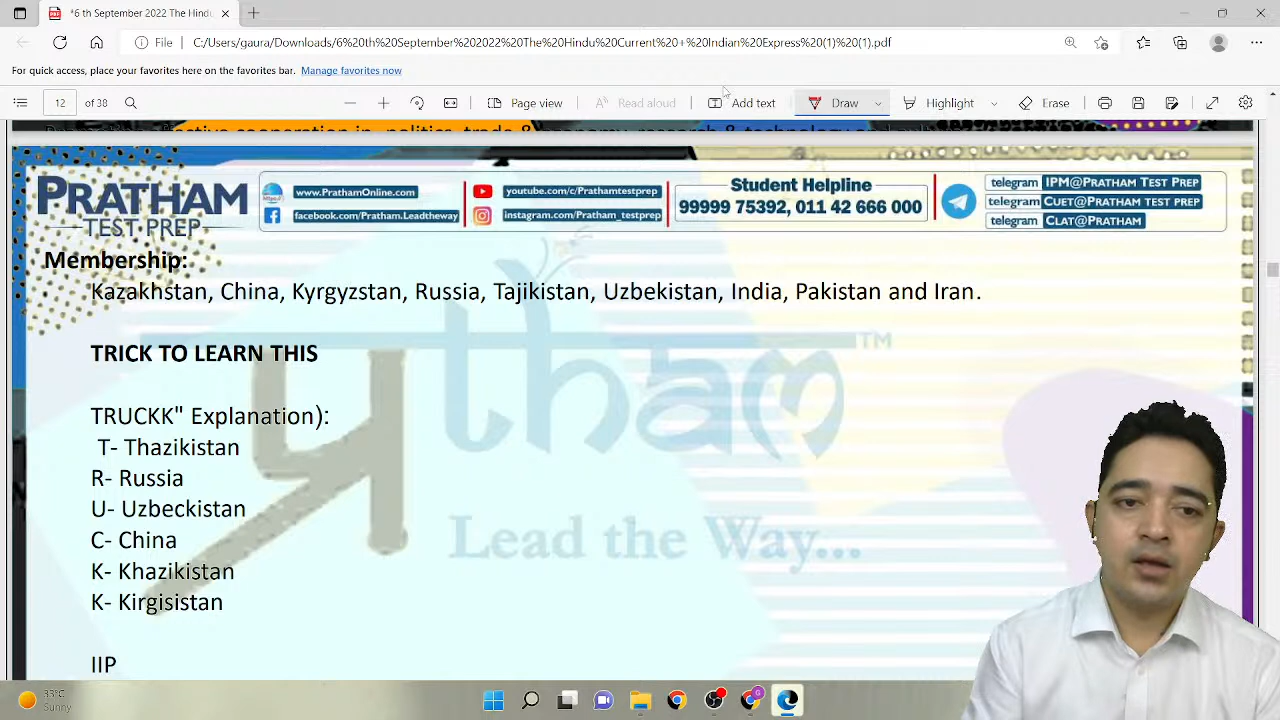 *6 th September 2022 The Hindu
File C:/Users/gaura/Downloads/6%20th%20September%202022%20The%20Hindu%20Current%20+%20Indian%20Express%20(1)%20(1).pdf
For quick access, place your favorites here on the favorites bar. Manage favorites now
12 of 38 Page view Read aloud Add text Draw Highlight Erase
PRATHAM
TEST PREP
www.PrathamOnline.com
facebook.com/Pratham.Leadtheway
youtube.com/c/Prathamtestprep
instagram.com/Pratham_testprep
Student Helpline
99999 75392, 011 42 666 000
telegram IPM@PRATHAM TEST PREP
telegram CUET@PRATHAM TEST PREP
telegram CLAT@PRATHAM
Membership:
Kazakhstan, China, Kyrgyzstan, Russia, Tajikistan, Uzbekistan, India, Pakistan and Iran.
TRICK TO LEARN THIS
TRUCKK" Explanation):
T- Thazikistan
R- Russia
U- Uzbeckistan
C- China
K- Khazikistan
K- Kirgisistan
IIP
प्रtham TM
Lead the Way...
33°C
Sunny